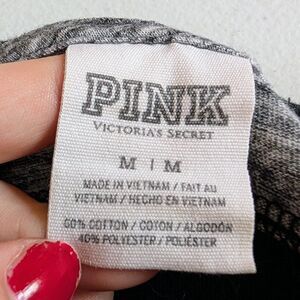 PINK
VICTORIA'S SECRET
M | M
MADE IN VIETNAM / FAIT AU
VIETNAM / HECHO EN VIETNAM
60% COTTON / COTON / ALGODÓN
40% POLYESTER / POLIÉSTER